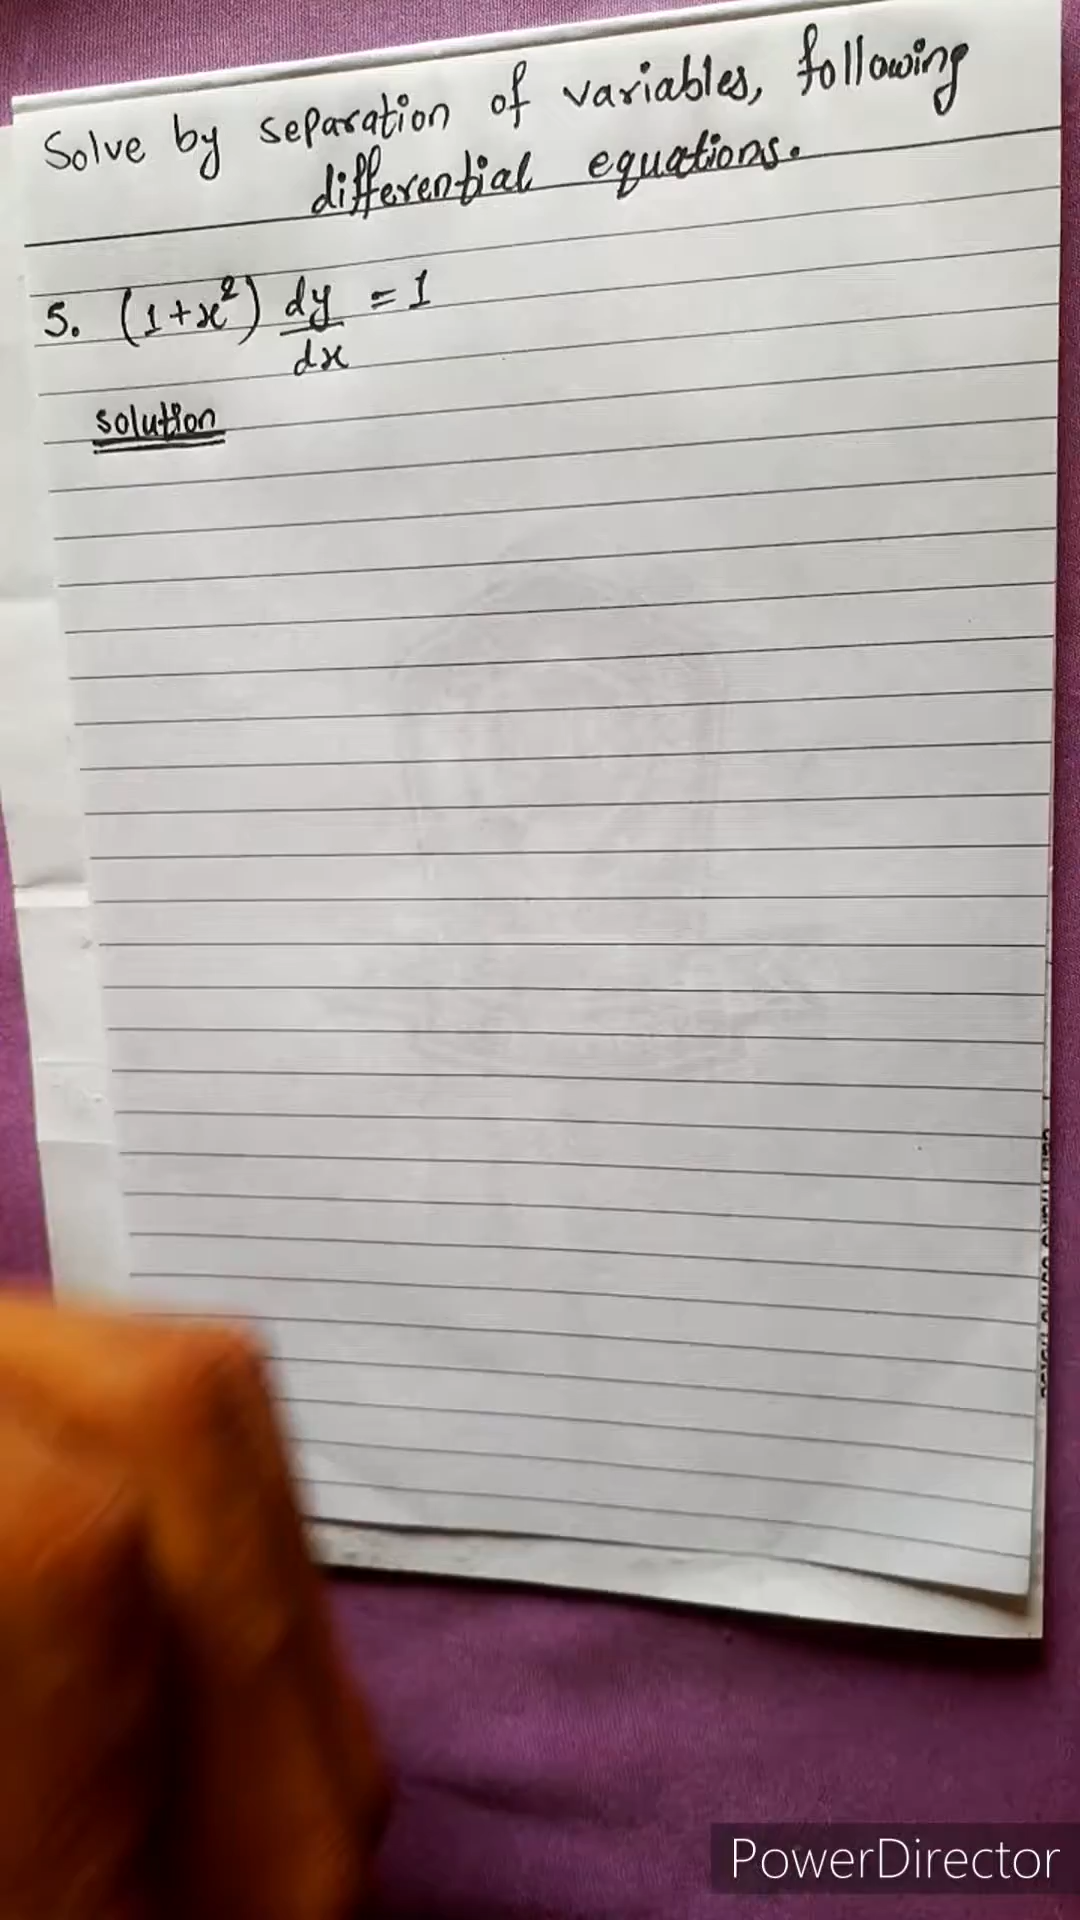 Solve by separation of variables, following
differential equations.
5. (1+x²) dy/dx = 1
solution
PowerDirector